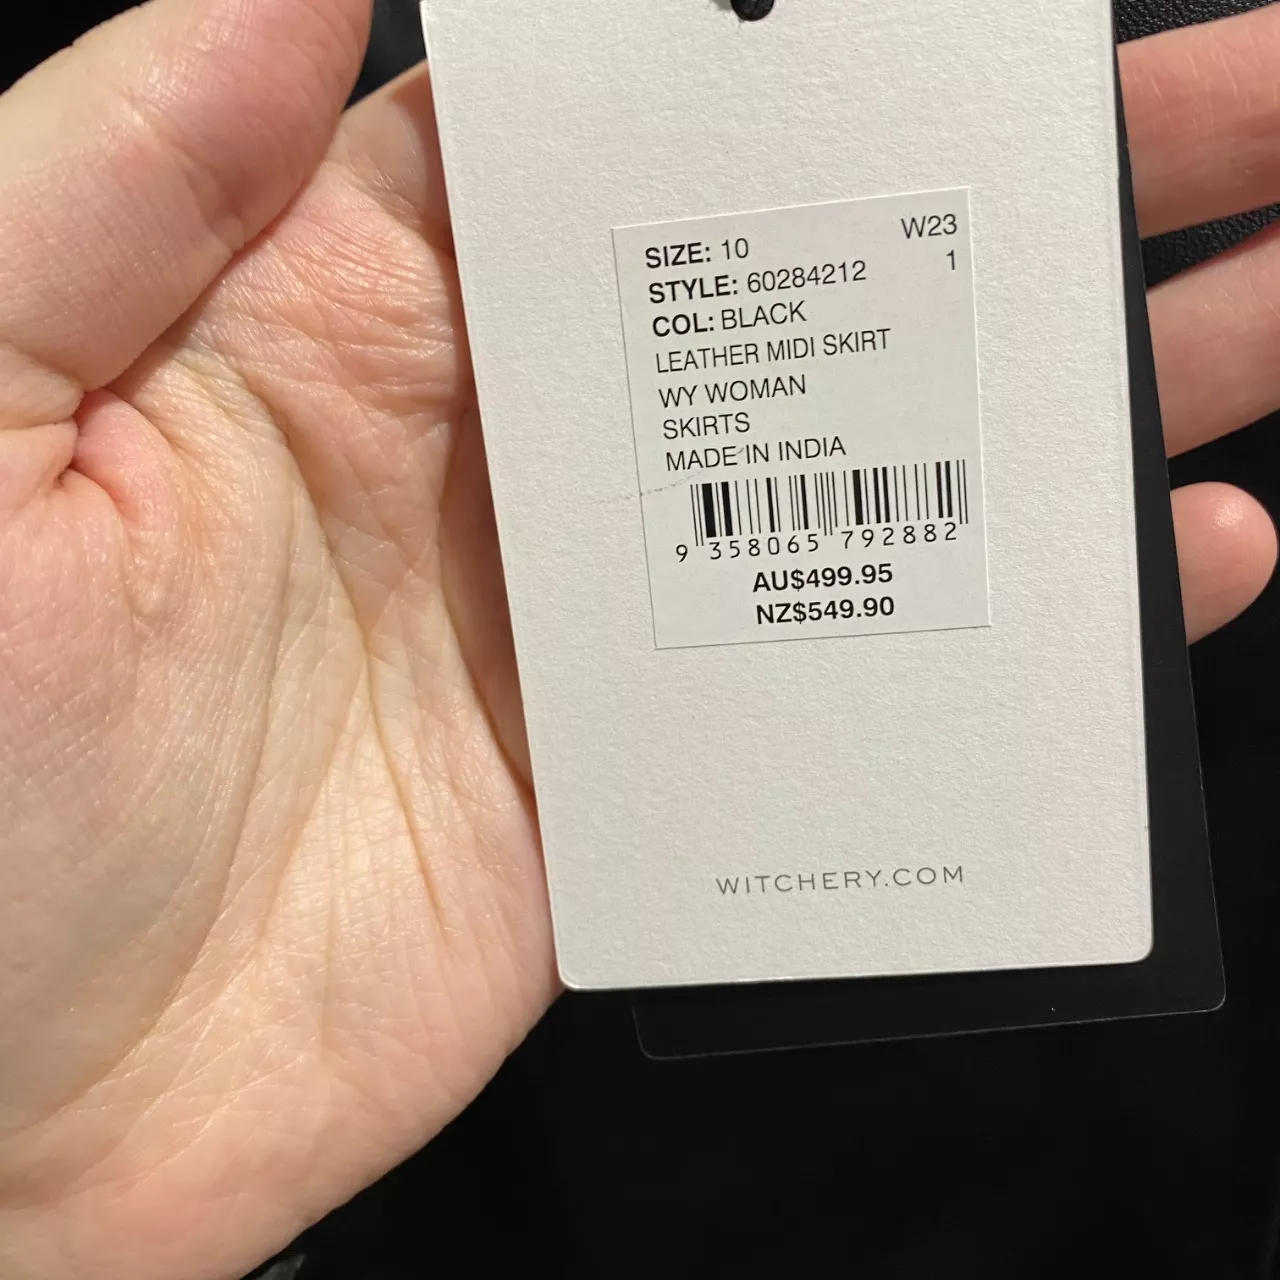 SIZE: 10 W23
STYLE: 60284212 1
COL: BLACK
LEATHER MIDI SKIRT
WY WOMAN
SKIRTS
MADE IN INDIA
9 358065 792882
AU$499.95
NZ$549.90
WITCHERY.COM